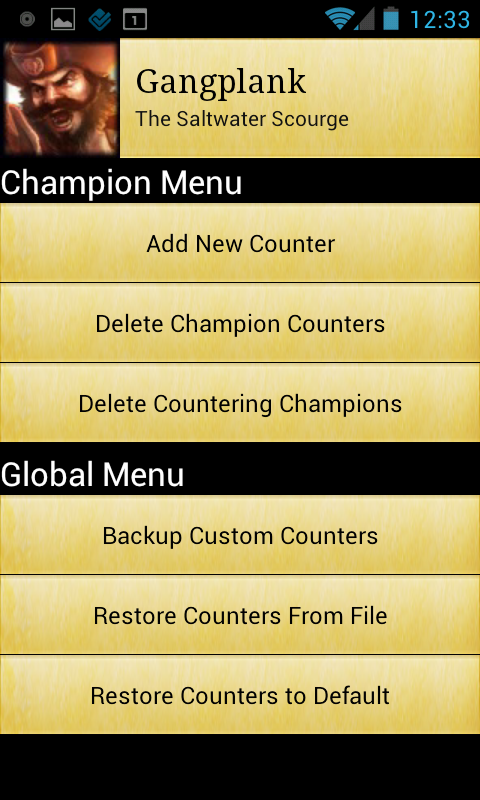 1
12:33
Gangplank
The Saltwater Scourge
Champion Menu
Add New Counter
Delete Champion Counters
Delete Countering Champions
Global Menu
Backup Custom Counters
Restore Counters From File
Restore Counters to Default